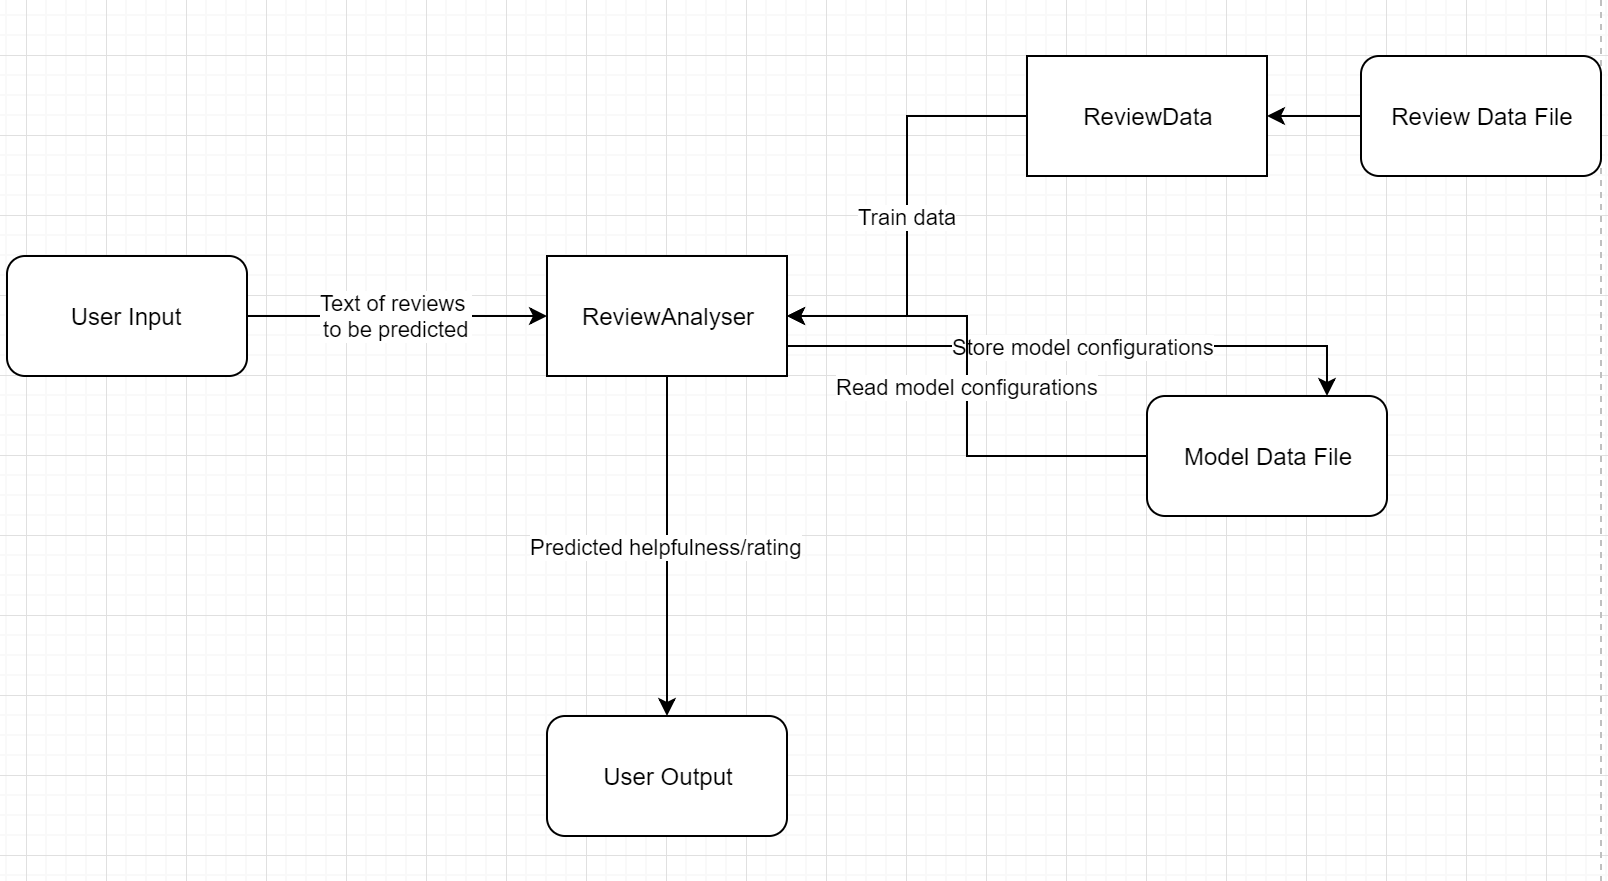 ReviewData
Review Data File
Train data
User Input
Text of reviews
to be predicted
ReviewAnalyser
Store model configurations
Read model configurations
Model Data File
Predicted helpfulness/rating
User Output